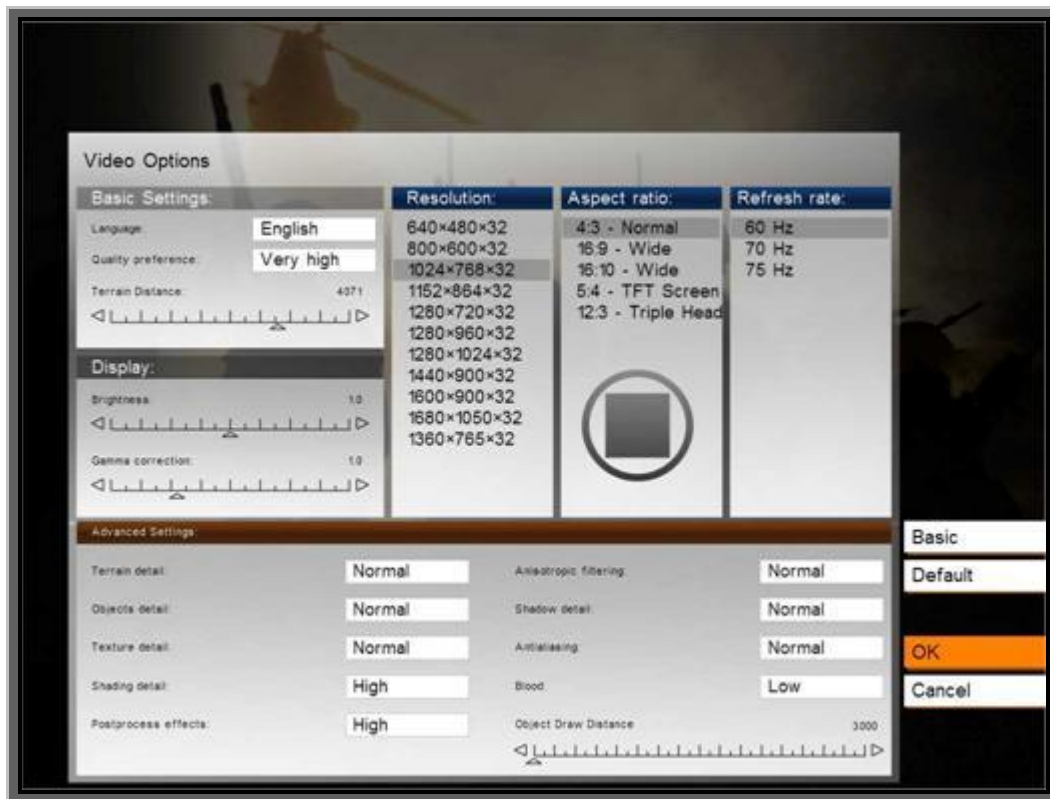 Video Options
Basic Settings:
Language: English
Quality preference: Very high
Terrain Distance: 4071
Display:
Brightness: 1.0
Gamma correction: 1.0
Resolution:
640×480×32
800×600×32
1024×768×32
1152×864×32
1280×720×32
1280×960×32
1280×1024×32
1440×900×32
1600×900×32
1680×1050×32
1360×765×32
Aspect ratio:
4:3 - Normal
16:9 - Wide
16:10 - Wide
5:4 - TFT Screen
12:3 - Triple Head
Refresh rate:
60 Hz
70 Hz
75 Hz
Advanced Settings:
Terrain detail: Normal
Objects detail: Normal
Texture detail: Normal
Shading detail: High
Postprocess effects: High
Anisotropic filtering: Normal
Shadow detail: Normal
Antialiasing: Normal
Blood: Low
Object Draw Distance 3000
Basic
Default
OK
Cancel